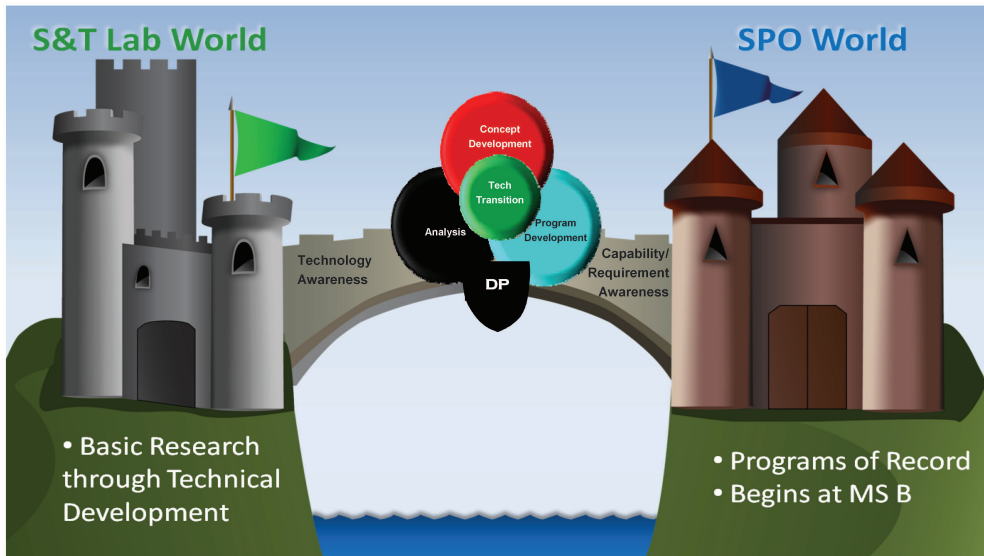 S&T Lab World
SPO World
Concept
Development
Tech
Transition
Analysis
Program
Development
DP
Technology
Awareness
Capability/
Requirement
Awareness
• Basic Research
through Technical
Development
• Programs of Record
• Begins at MS B